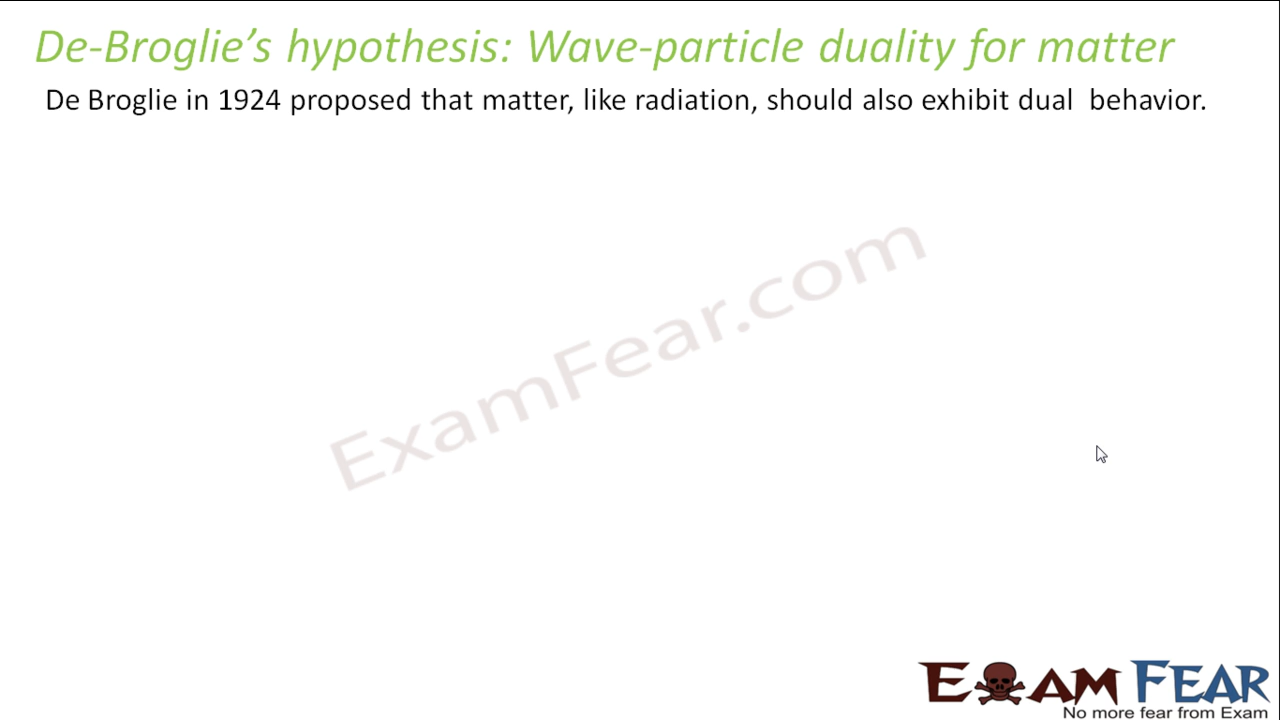 De-Broglie’s hypothesis: Wave-particle duality for matter
De Broglie in 1924 proposed that matter, like radiation, should also exhibit dual  behavior.
ExamFear.com
EXAM FEAR
No more fear from Exam